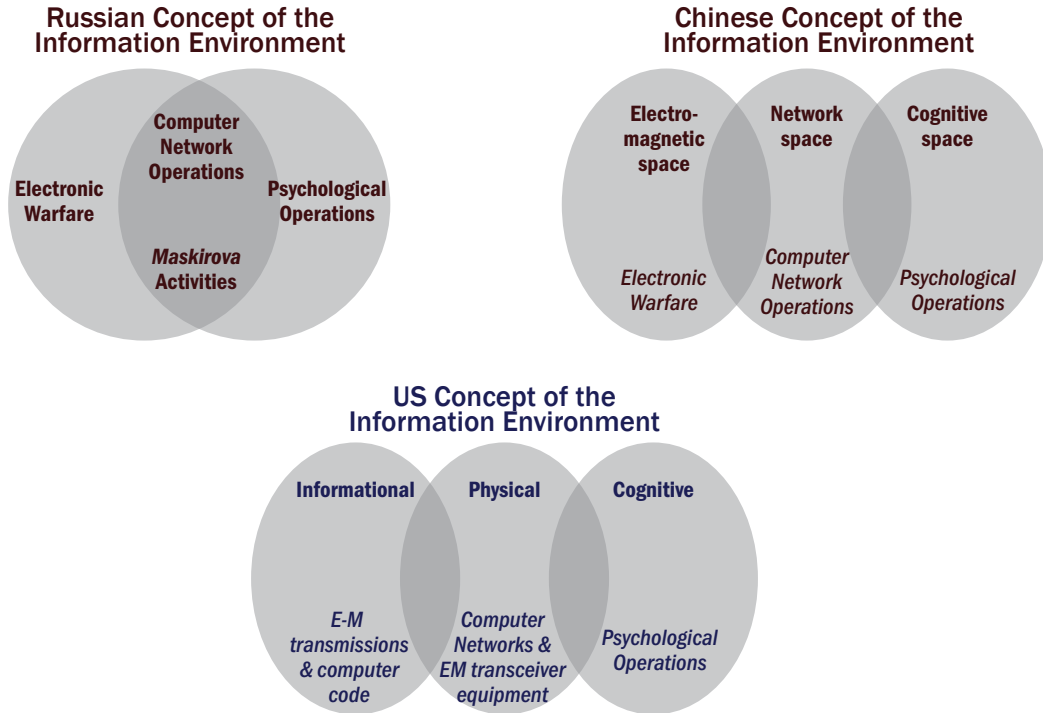 Russian Concept of the
Information Environment
Computer
Network
Operations
Electronic
Warfare
Psychological
Operations
Maskirova
Activities
Chinese Concept of the
Information Environment
Electro-
magnetic
space
Network
space
Cognitive
space
Electronic
Warfare
Computer
Network
Operations
Psychological
Operations
US Concept of the
Information Environment
Informational
Physical
Cognitive
E-M
transmissions
& computer
code
Computer
Networks &
EM transceiver
equipment
Psychological
Operations